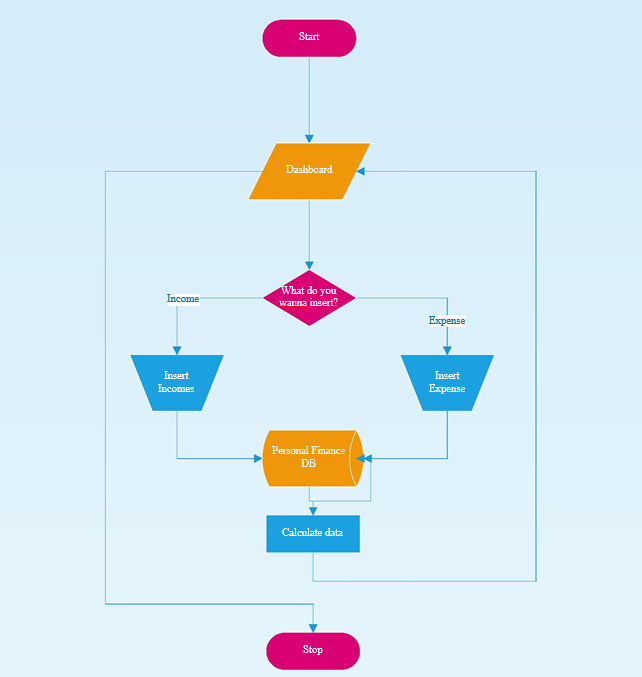 Start
Dashboard
What do you
wanna insert?
Income
Expense
Insert
Incomes
Insert
Expense
Personal Finance
DB
Calculate data
Stop